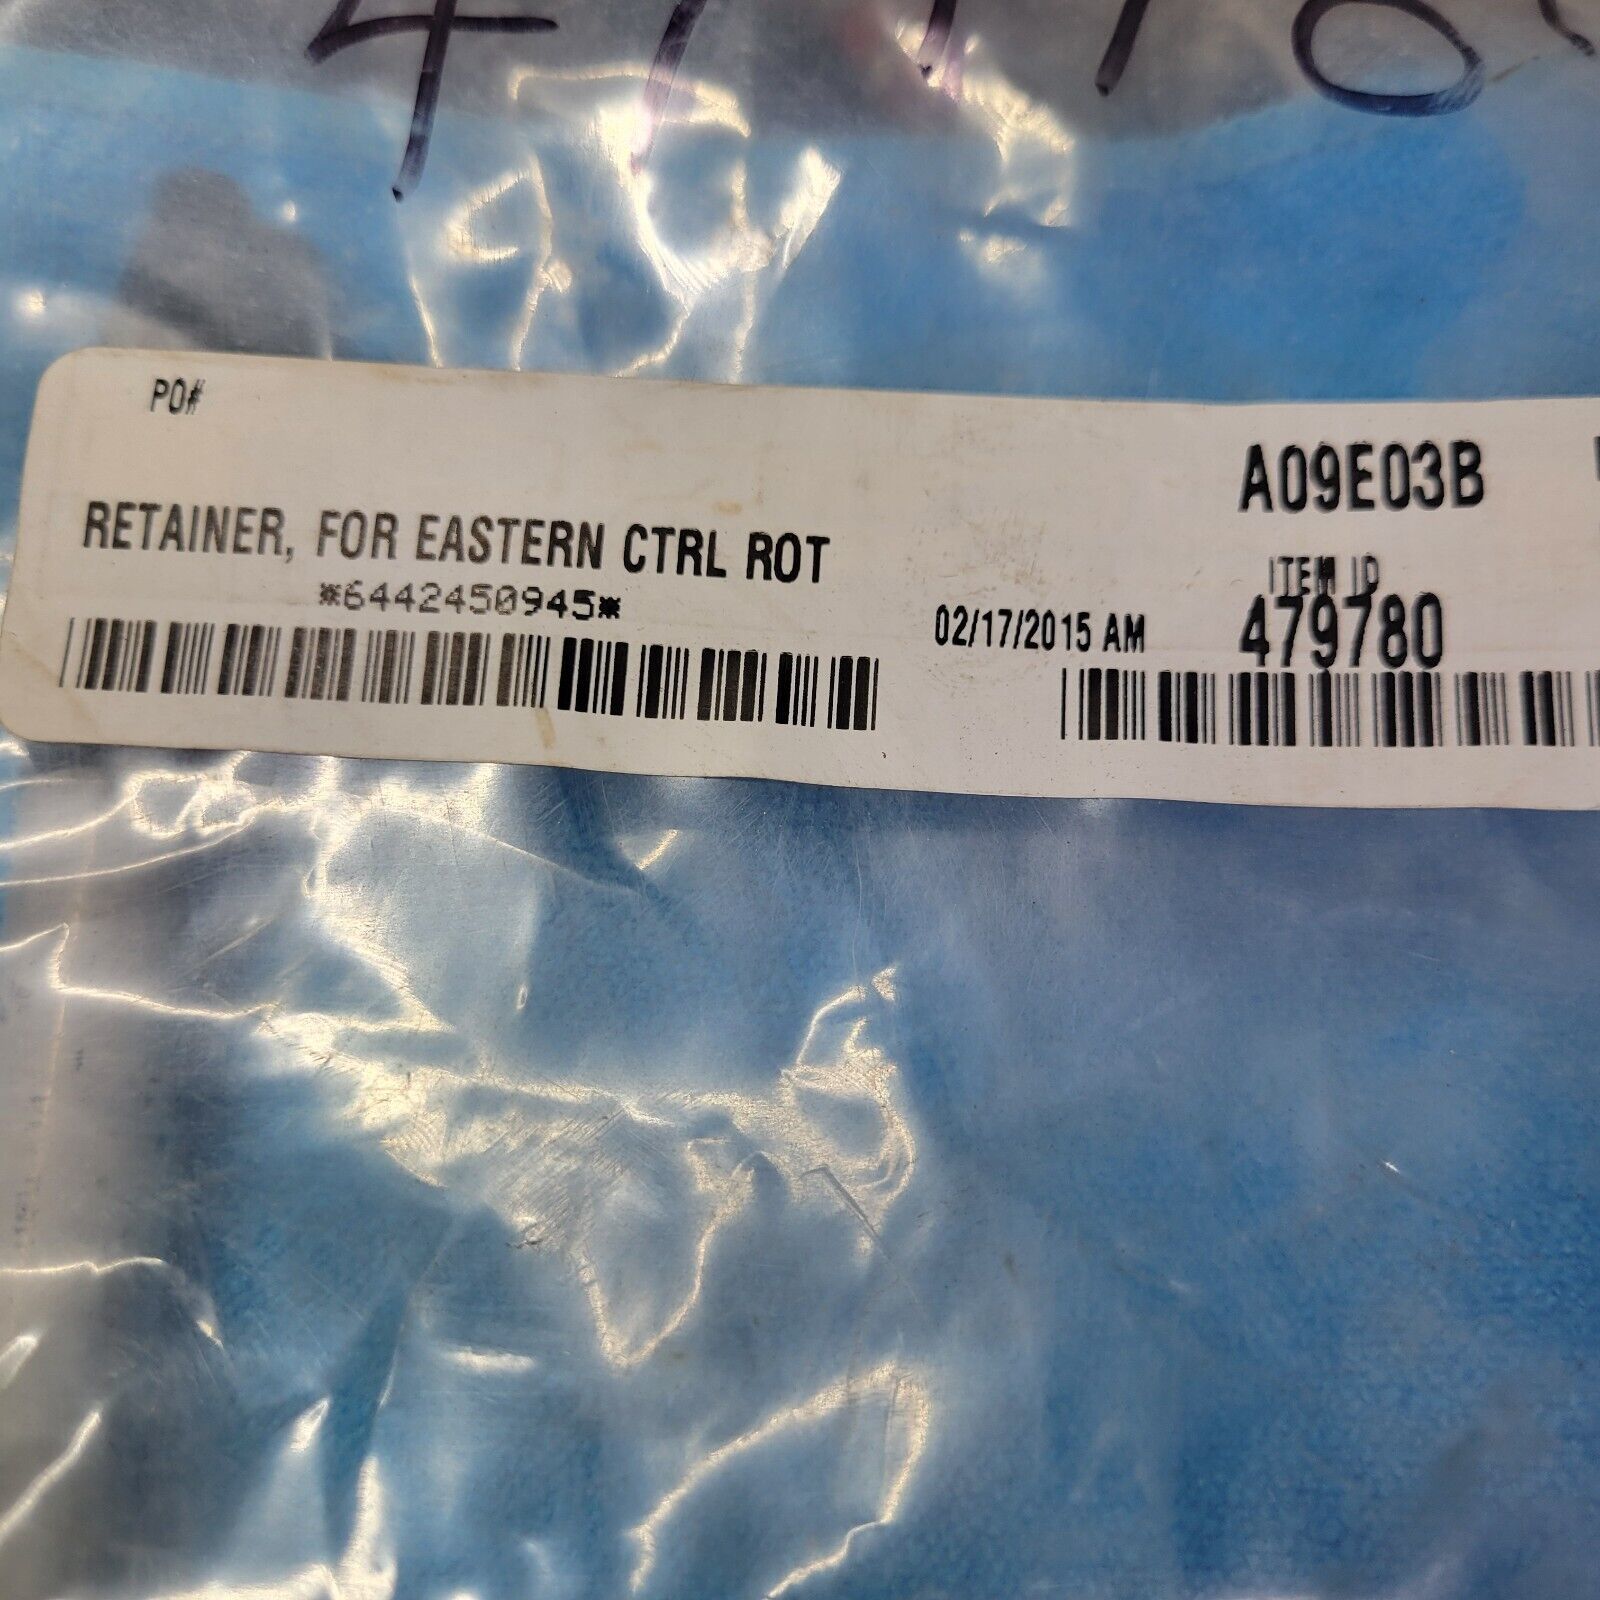 PO#
A09E03B
RETAINER, FOR EASTERN CTRL ROT
*6442450945*
02/17/2015 AM
ITEM ID
479780